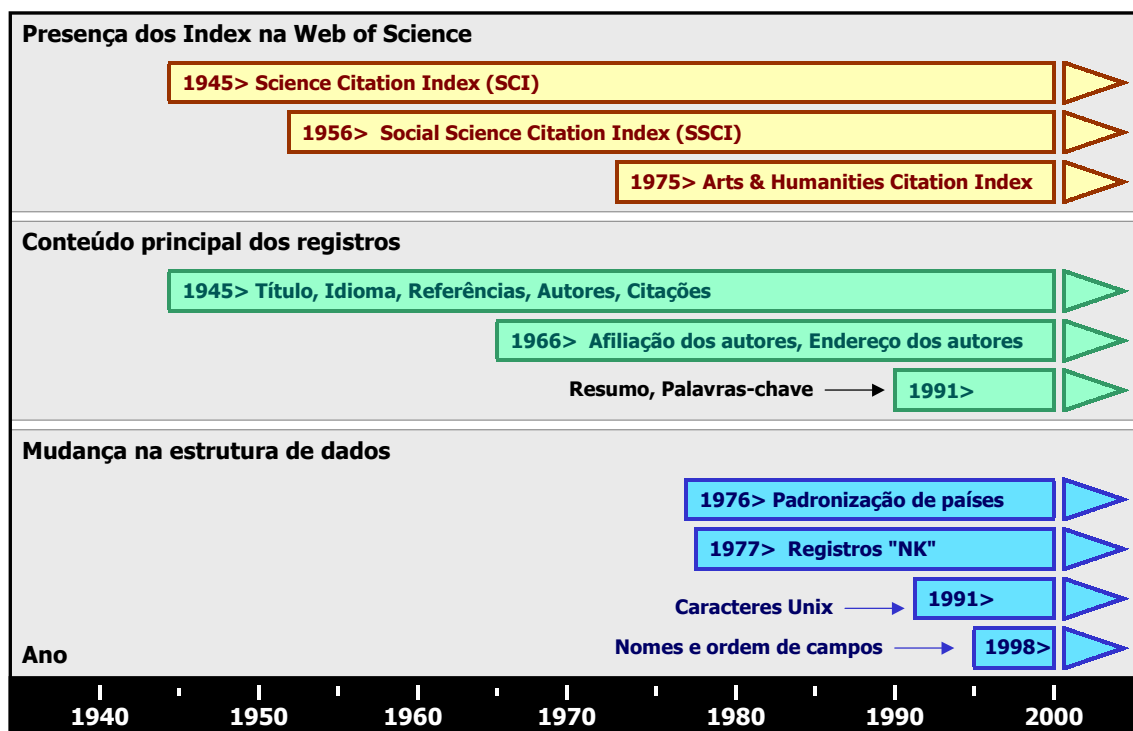 Presença dos Index na Web of Science
1945> Science Citation Index (SCI)
1956> Social Science Citation Index (SSCI)
1975> Arts & Humanities Citation Index
Conteúdo principal dos registros
1945> Título, Idioma, Referências, Autores, Citações
1966> Afiliação dos autores, Endereço dos autores
Resumo, Palavras-chave 1991>
Mudança na estrutura de dados
1976> Padronização de países
1977> Registros "NK"
Caracteres Unix 1991>
Nomes e ordem de campos 1998>
Ano
1940 1950 1960 1970 1980 1990 2000